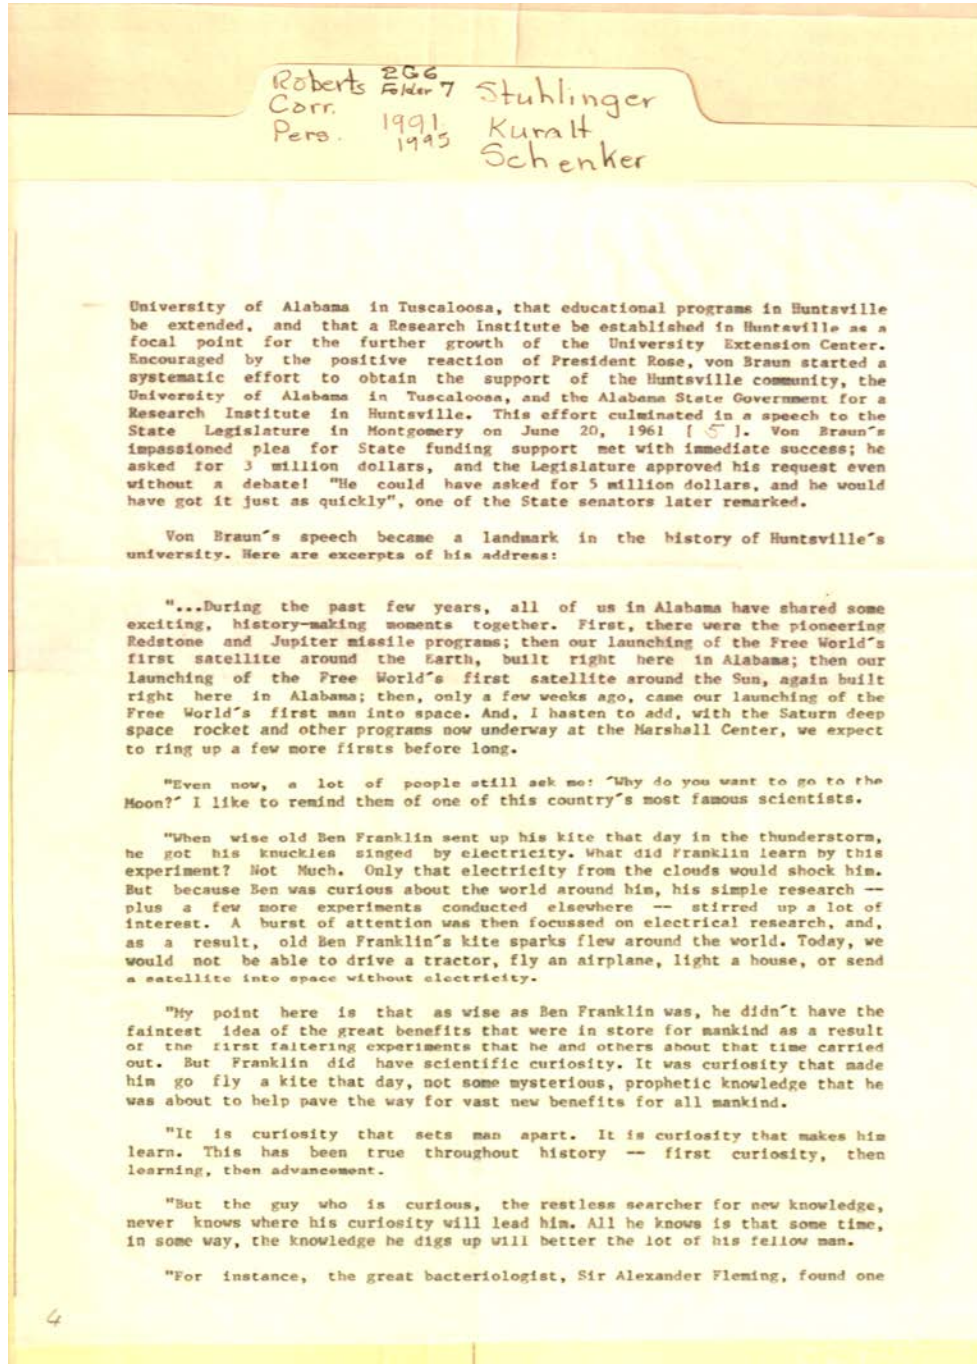 Roberts 2G6 Folder 7 Stuhlinger
Corr. 1991 Kuralt
Pers. 1995 Schenker
University of Alabama in Tuscaloosa, that educational programs in Huntsville
be extended, and that a Research Institute be established in Huntsville as a
focal point for the further growth of the University Extension Center.
Encouraged by the positive reaction of President Rose, von Braun started a
systematic effort to obtain the support of the Huntsville community, the
University of Alabama in Tuscaloosa, and the Alabama State Government for a
Research Institute in Huntsville. This effort culminated in a speech to the
State Legislature in Montgomery on June 20, 1961 [ 5 ]. Von Braun's
impassioned plea for State funding support met with immediate success; he
asked for 3 million dollars, and the Legislature approved his request even
without a debate! "He could have asked for 5 million dollars, and he would
have got it just as quickly", one of the State senators later remarked.
Von Braun's speech became a landmark in the history of Huntsville's
university. Here are excerpts of his address:
"...During the past few years, all of us in Alabama have shared some
exciting, history-making moments together. First, there were the pioneering
Redstone and Jupiter missile programs; then our launching of the Free World's
first satellite around the Earth, built right here in Alabama; then our
launching of the Free World's first satellite around the Sun, again built
right here in Alabama; then, only a few weeks ago, came our launching of the
Free World's first man into space. And, I hasten to add, with the Saturn deep
space rocket and other programs now underway at the Marshall Center, we expect
to ring up a few more firsts before long.
"Even now, a lot of people still ask me: 'Why do you want to go to the
Moon?' I like to remind them of one of this country's most famous scientists.
"When wise old Ben Franklin sent up his kite that day in the thunderstorm,
he got his knuckles singed by electricity. What did Franklin learn by this
experiment? Not Much. Only that electricity from the clouds would shock him.
But because Ben was curious about the world around him, his simple research --
plus a few more experiments conducted elsewhere -- stirred up a lot of
interest. A burst of attention was then focussed on electrical research, and,
as a result, old Ben Franklin's kite sparks flew around the world. Today, we
would not be able to drive a tractor, fly an airplane, light a house, or send
a satellite into space without electricity.
"My point here is that as wise as Ben Franklin was, he didn't have the
faintest idea of the great benefits that were in store for mankind as a result
of the first faltering experiments that he and others about that time carried
out. But Franklin did have scientific curiosity. It was curiosity that made
him go fly a kite that day, not some mysterious, prophetic knowledge that he
was about to help pave the way for vast new benefits for all mankind.
"It is curiosity that sets man apart. It is curiosity that makes him
learn. This has been true throughout history -- first curiosity, then
learning, then advancement.
"But the guy who is curious, the restless searcher for new knowledge,
never knows where his curiosity will lead him. All he knows is that some time,
in some way, the knowledge he digs up will better the lot of his fellow man.
"For instance, the great bacteriologist, Sir Alexander Fleming, found one
4